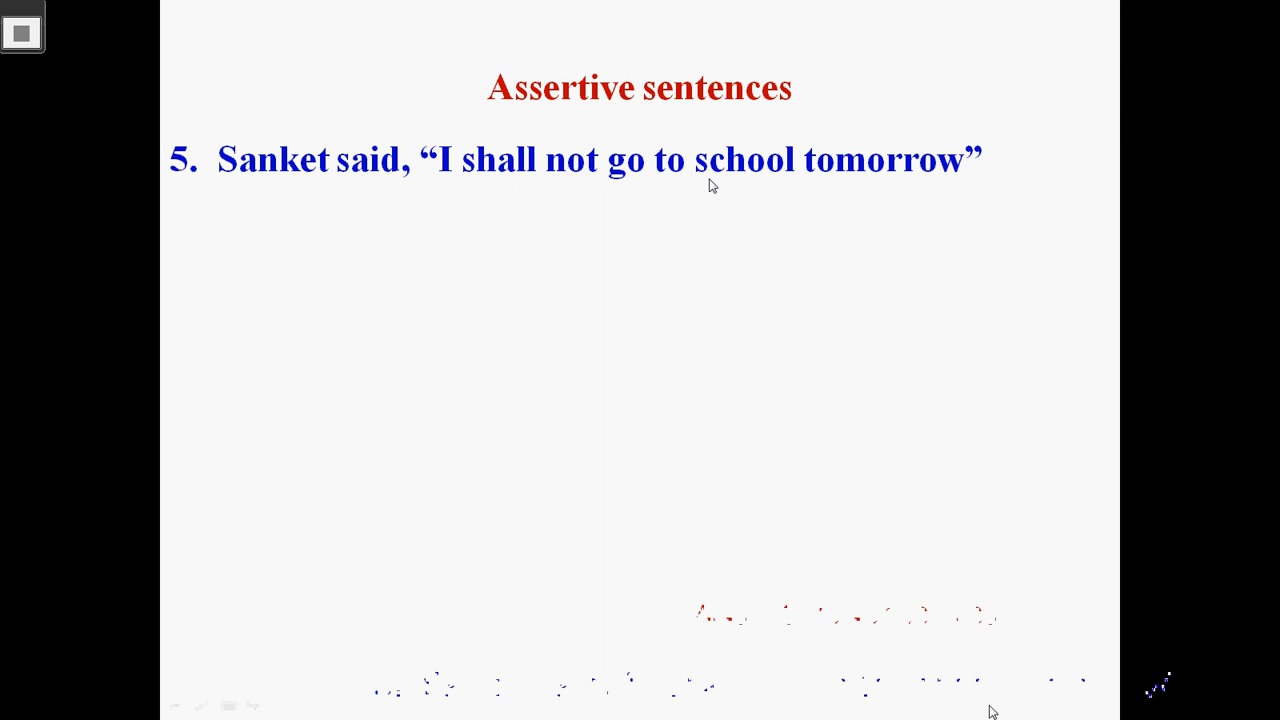 Assertive sentences
5. Sanket said, “I shall not go to school tomorrow”